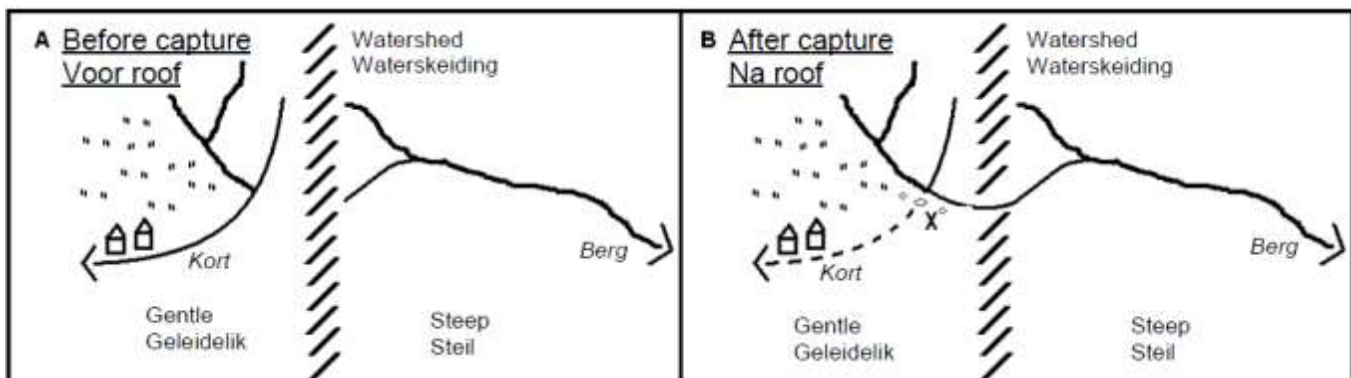 A Before capture
Voor roof
Watershed
Waterskeiding
Kort
Berg
Gentle
Geleidelik
Steep
Steil
B After capture
Na roof
Watershed
Waterskeiding
X
Kort
Berg
Gentle
Geleidelik
Steep
Steil